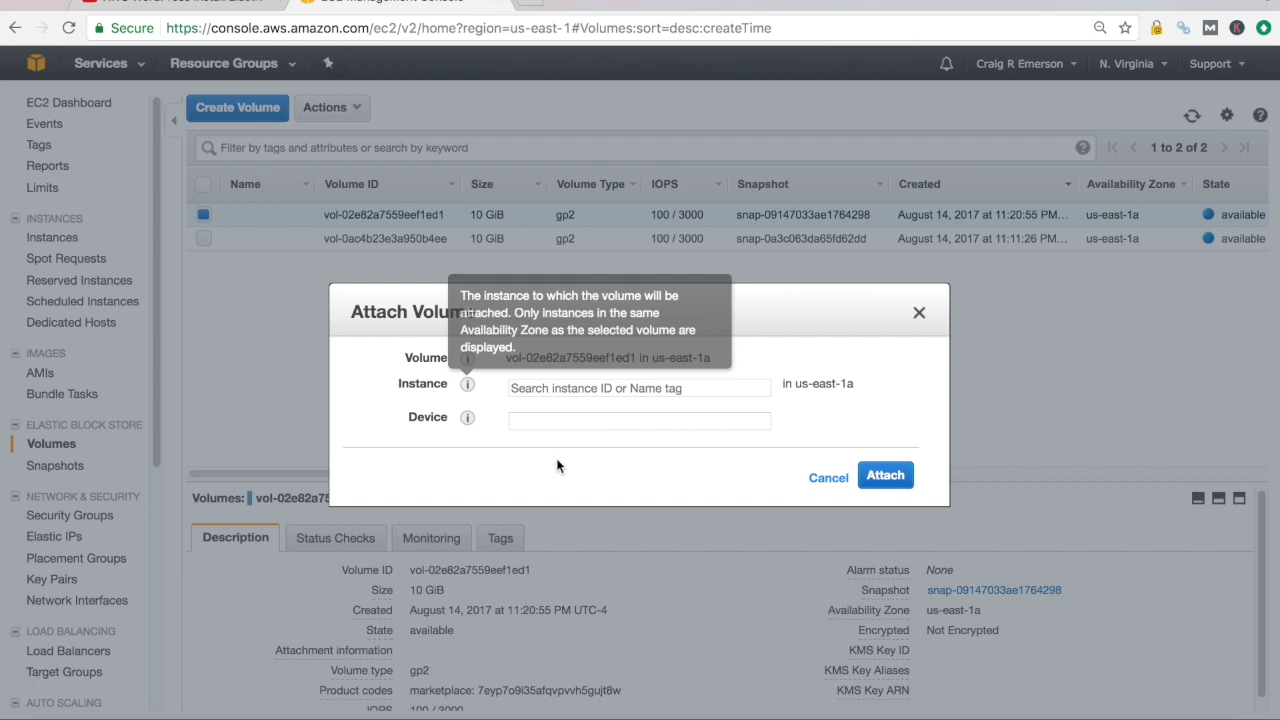 Secure
https://console.aws.amazon.com/ec2/v2/home?region=us-east-1#Volumes:sort=desc:createTime
Services
Resource Groups
Craig R Emerson
N. Virginia
Support
EC2 Dashboard
Events
Tags
Reports
Limits
INSTANCES
Instances
Spot Requests
Reserved Instances
Scheduled Instances
Dedicated Hosts
IMAGES
AMIs
Bundle Tasks
ELASTIC BLOCK STORE
Volumes
Snapshots
NETWORK & SECURITY
Security Groups
Elastic IPs
Placement Groups
Key Pairs
Network Interfaces
LOAD BALANCING
Load Balancers
Target Groups
AUTO SCALING
Create Volume
Actions
Filter by tags and attributes or search by keyword
1 to 2 of 2
Name Volume ID Size Volume Type IOPS Snapshot Created Availability Zone State
vol-02e82a7559eef1ed1 10 GiB gp2 100 / 3000 snap-09147033ae1764298 August 14, 2017 at 11:20:55 PM... us-east-1a available
vol-0ac4b23e3a950b4ee 10 GiB gp2 100 / 3000 snap-0a3c063da65fd62dd August 14, 2017 at 11:11:26 PM... us-east-1a available
The instance to which the volume will be
attached. Only instances in the same
Availability Zone as the selected volume are
displayed.
Attach Volume
Volume vol-02e82a7559eef1ed1 in us-east-1a
Instance Search instance ID or Name tag in us-east-1a
Device
Cancel
Attach
Volumes: vol-02e82a75
Description
Status Checks
Monitoring
Tags
Volume ID vol-02e82a7559eef1ed1
Size 10 GiB
Created August 14, 2017 at 11:20:55 PM UTC-4
State available
Attachment information
Volume type gp2
Product codes marketplace: 7eyp7o9i35afqvpvvh5gujt8w
IOPS 100 / 3000
Alarm status None
Snapshot snap-09147033ae1764298
Availability Zone us-east-1a
Encrypted Not Encrypted
KMS Key ID
KMS Key Aliases
KMS Key ARN